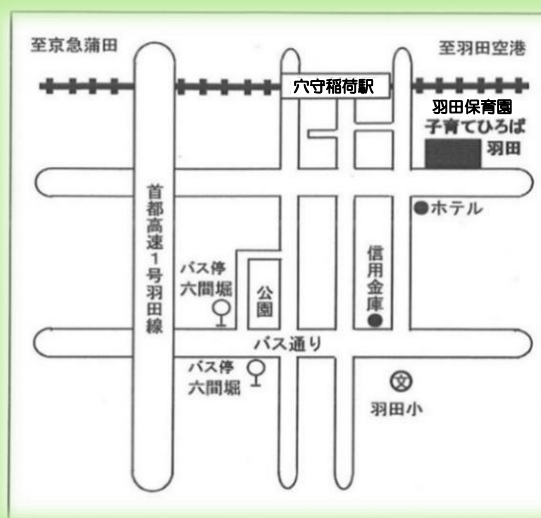 至京急蒲田
至羽田空港
穴守稲荷駅
羽田保育園
子育てひろば
羽田
首都高速1号羽田線
ホテル
信用金庫
バス停
六間堀
公園
バス通り
バス停
六間堀
文
羽田小